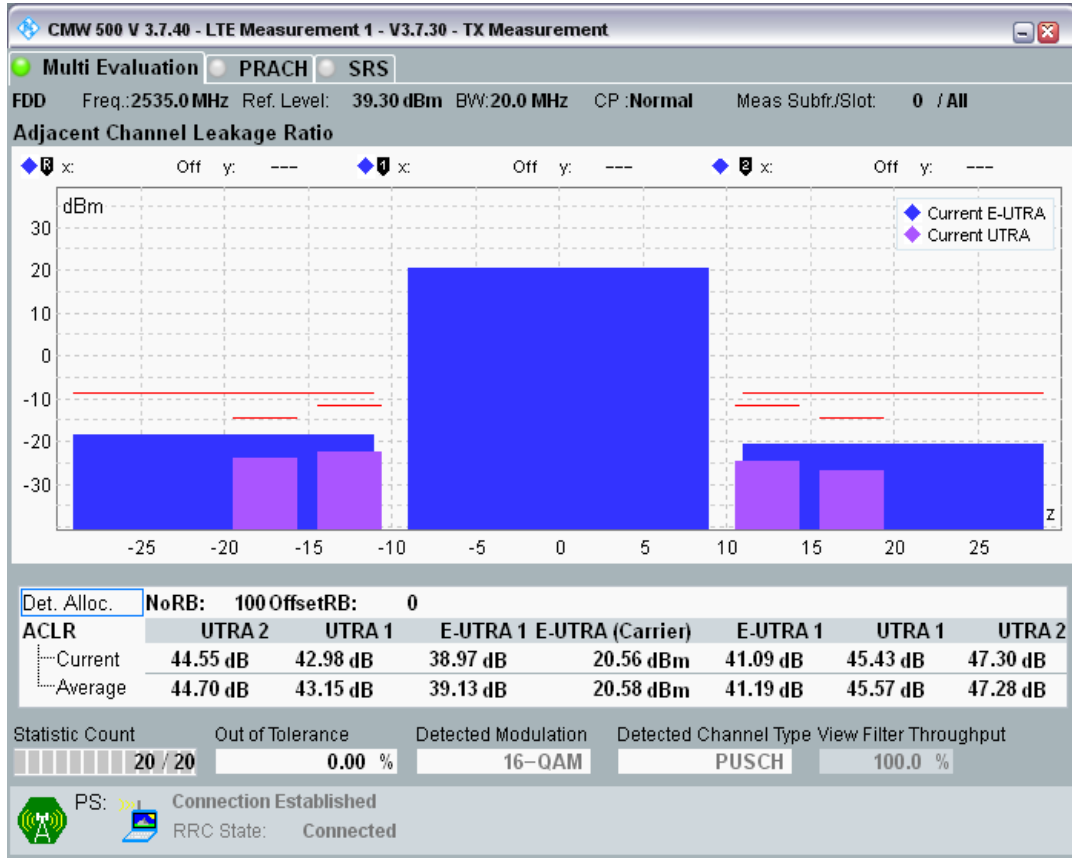 CMW 500 V 3.7.40 - LTE Measurement 1 - V3.7.30 - TX Measurement
Multi Evaluation PRACH SRS
FDD Freq.:2535.0 MHz Ref. Level: 39.30 dBm BW:20.0 MHz CP :Normal Meas Subfr./Slot: 0 / All
Adjacent Channel Leakage Ratio
R x: Off y: --- 1 x: Off y: --- 2 x: Off y: ---
dBm
Current E-UTRA
Current UTRA
30
20
10
0
-10
-20
-30
z
-25 -20 -15 -10 -5 0 5 10 15 20 25
Det. Alloc. NoRB: 100 OffsetRB: 0
ACLR UTRA 2 UTRA 1 E-UTRA 1 E-UTRA (Carrier) E-UTRA 1 UTRA 1 UTRA 2
Current 44.55 dB 42.98 dB 38.97 dB 20.56 dBm 41.09 dB 45.43 dB 47.30 dB
Average 44.70 dB 43.15 dB 39.13 dB 20.58 dBm 41.19 dB 45.57 dB 47.28 dB
Statistic Count Out of Tolerance Detected Modulation Detected Channel Type View Filter Throughput
20 / 20 0.00 % 16-QAM PUSCH 100.0 %
PS: Connection Established
RRC State: Connected